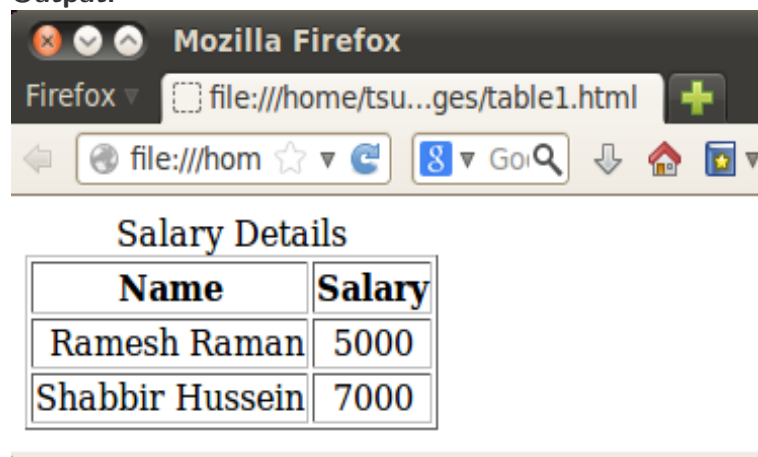 Output:
Mozilla Firefox
Firefox
file:///home/tsu...ges/table1.html
file:///hom
8
Salary Details
Name Salary
Ramesh Raman 5000
Shabbir Hussein 7000